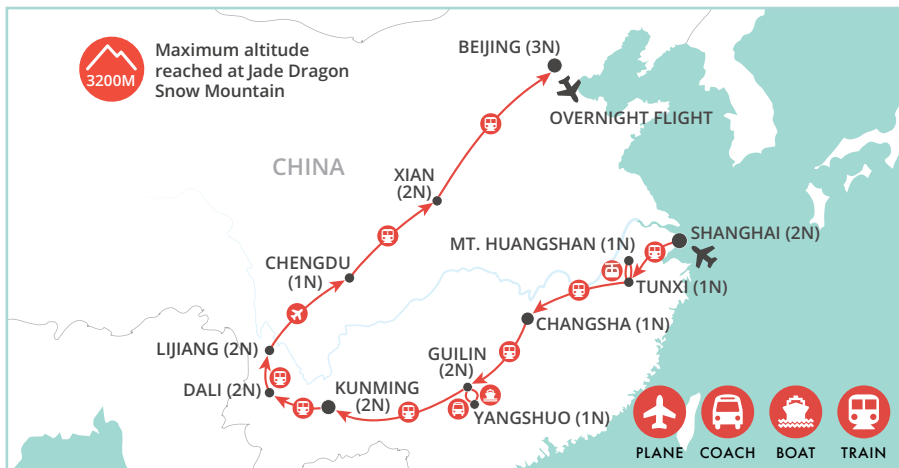 3200M
Maximum altitude
reached at Jade Dragon
Snow Mountain
BEIJING (3N)
OVERNIGHT FLIGHT
CHINA
XIAN
(2N)
SHANGHAI (2N)
MT. HUANGSHAN (1N)
CHENGDU
(1N)
TUNXI (1N)
CHANGSHA (1N)
LIJIANG (2N)
GUILIN
(2N)
DALI (2N)
KUNMING
(2N)
YANGSHUO (1N)
PLANE
COACH
BOAT
TRAIN